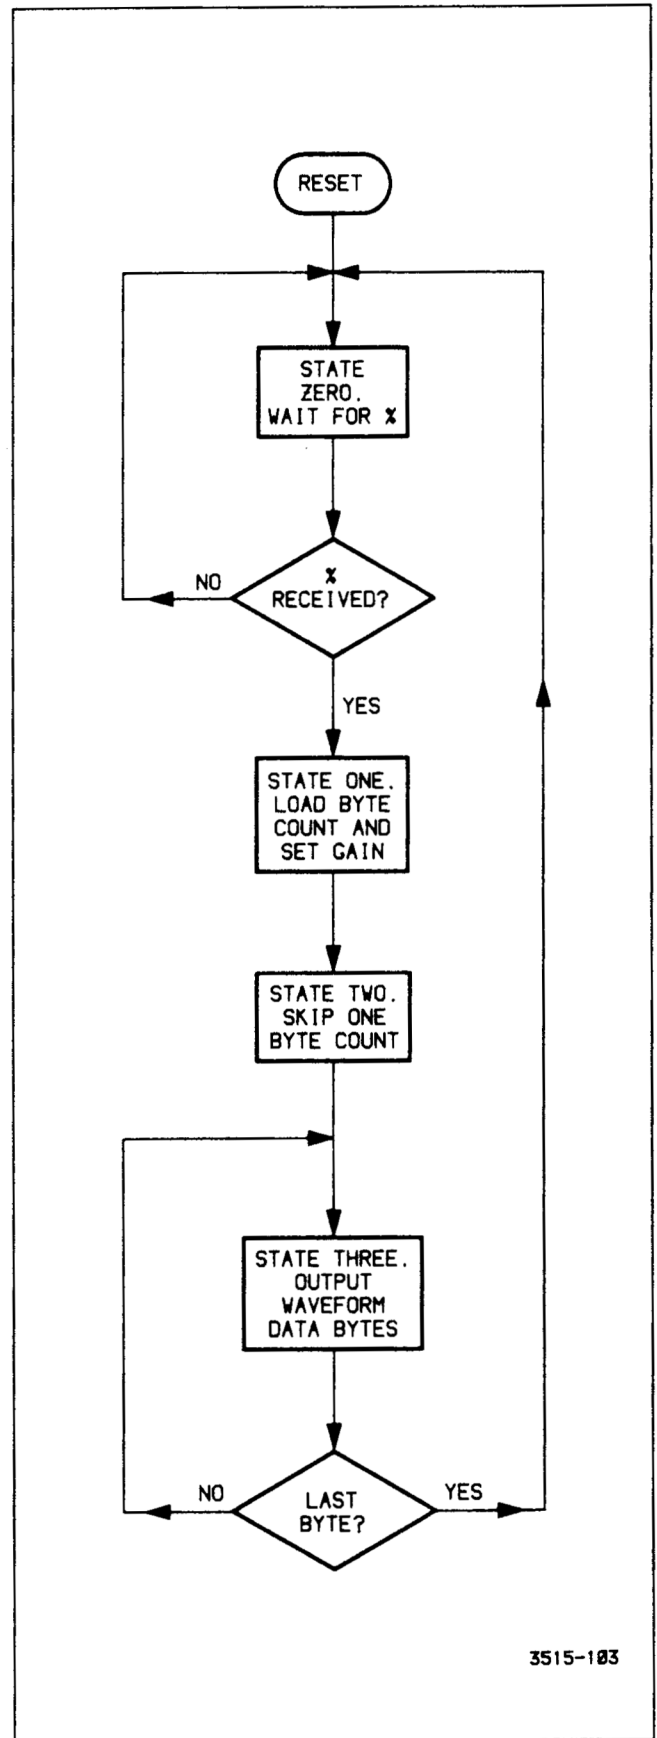 RESET
STATE
ZERO.
WAIT FOR %
%
RECEIVED?
NO
YES
STATE ONE.
LOAD BYTE
COUNT AND
SET GAIN
STATE TWO.
SKIP ONE
BYTE COUNT
STATE THREE.
OUTPUT
WAVEFORM
DATA BYTES
NO
LAST
BYTE?
YES
3515-103